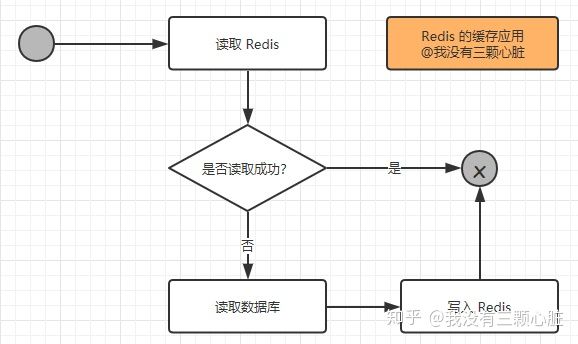 读取 Redis
Redis 的缓存应用
@我没有三颗心脏
是否读取成功？
是
x
否
读取数据库
写入 Redis
知乎 @我没有三颗心脏